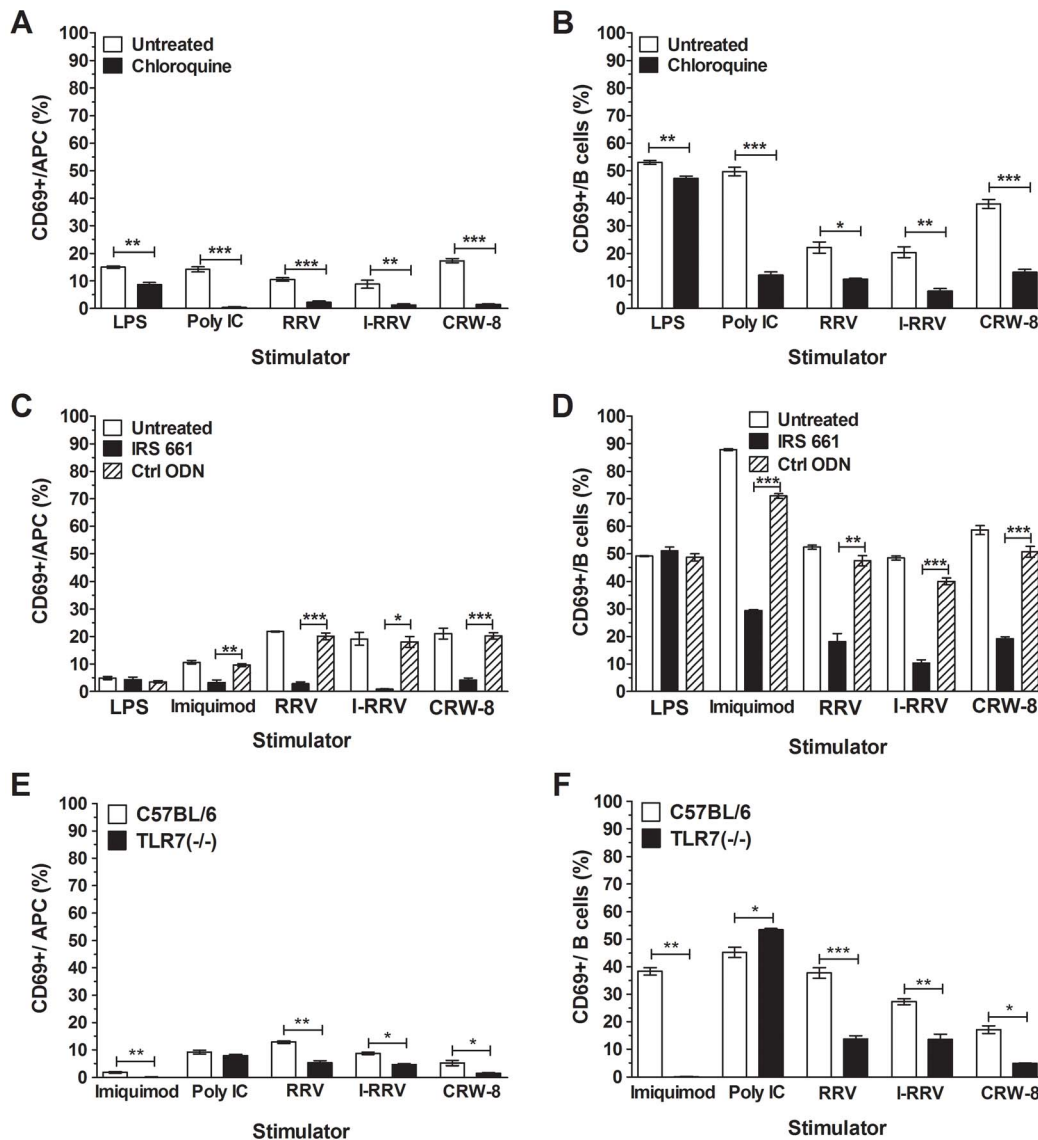 A
Untreated
Chloroquine
CD69+/APC (%)
100
90
80
70
60
50
40
30
20
10
0
**
***
***
**
***
LPS Poly IC RRV I-RRV CRW-8
Stimulator
B
Untreated
Chloroquine
CD69+/B cells (%)
100
90
80
70
60
50
40
30
20
10
0
**
***
*
**
***
LPS Poly IC RRV I-RRV CRW-8
Stimulator
C
Untreated
IRS 661
Ctrl ODN
CD69+/APC (%)
100
90
80
70
60
50
40
30
20
10
0
**
***
*
***
LPS Imiquimod RRV I-RRV CRW-8
Stimulator
D
Untreated
IRS 661
Ctrl ODN
CD69+/B cells (%)
100
90
80
70
60
50
40
30
20
10
0
***
**
***
***
LPS Imiquimod RRV I-RRV CRW-8
Stimulator
E
C57BL/6
TLR7(-/-)
CD69+/ APC (%)
100
90
80
70
60
50
40
30
20
10
0
**
**
*
*
Imiquimod Poly IC RRV I-RRV CRW-8
Stimulator
F
C57BL/6
TLR7(-/-)
CD69+/ B cells (%)
100
90
80
70
60
50
40
30
20
10
0
**
*
***
**
*
Imiquimod Poly IC RRV I-RRV CRW-8
Stimulator